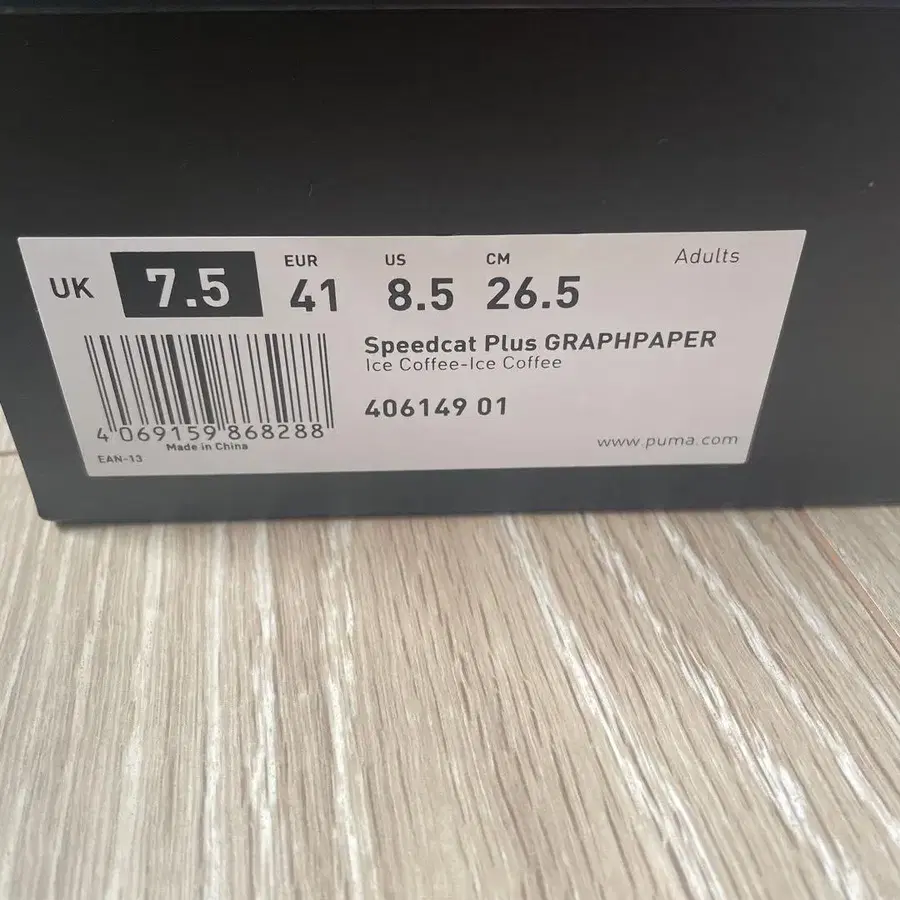 UK 7.5
EUR US CM Adults
41 8.5 26.5
Speedcat Plus GRAPHPAPER
Ice Coffee-Ice Coffee
406149 01
4 069159 868288
Made in China
EAN-13
www.puma.com